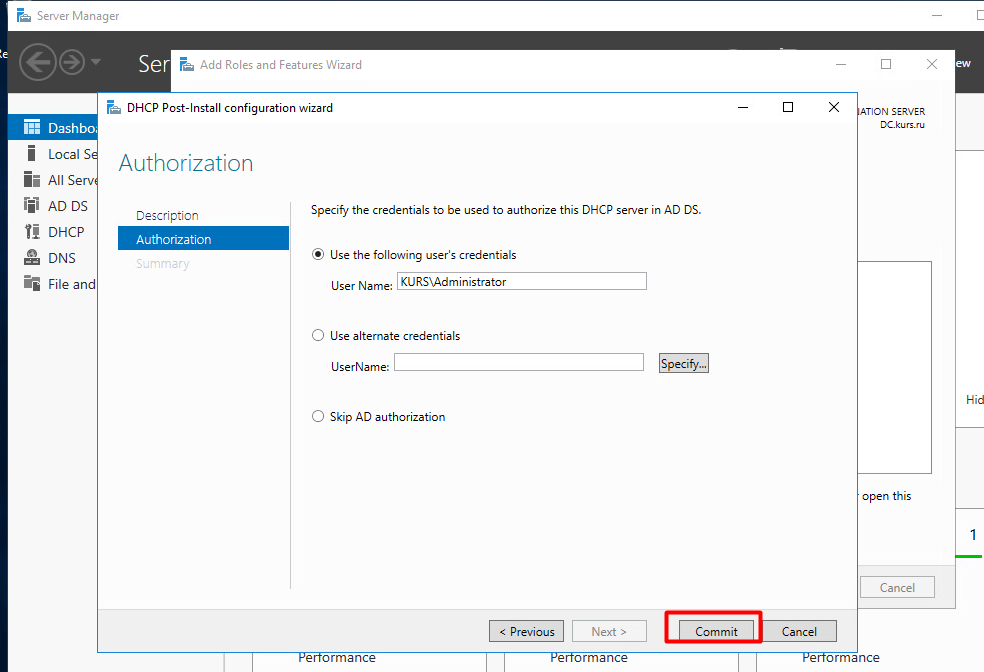 Server Manager
Ser
Add Roles and Features Wizard
DHCP Post-Install configuration wizard
DC.kurs.ru
Authorization
Dashboa
Local Se
All Serve
AD DS
DHCP
DNS
File and
Description
Authorization
Summary
Specify the credentials to be used to authorize this DHCP server in AD DS.
Use the following user's credentials
User Name: KURS\Administrator
Use alternate credentials
UserName:
Specify...
Skip AD authorization
Hid
open this
1
Cancel
< Previous
Next >
Commit
Cancel
Performance
Performance
Performance